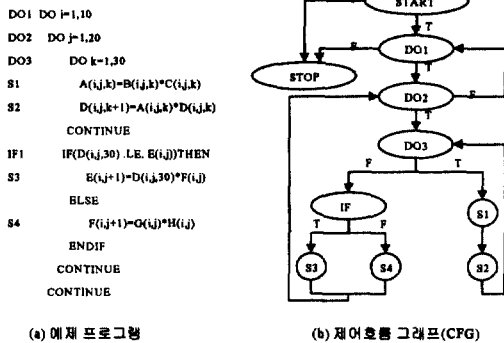 DO1 DO i=1,10
DO2 DO j=1,20
DO3 DO k=1,30
S1 A(i,j,k)=B(i,j,k)*C(i,j,k)
S2 D(i,j,k+1)=A(i,j,k)*D(i,j,k)
CONTINUE
IF1 IF(D(i,j,30) .LE. E(i,j))THEN
S3 E(i,j+1)=D(i,j,30)*F(i,j)
ELSE
S4 F(i,j+1)=G(i,j)*H(i,j)
ENDIF
CONTINUE
CONTINUE
(a) 예제 프로그램
START
T
F
DO1
STOP
T
DO2
F
T
DO3
F
T
IF
S1
T
F
S3
S4
S2
(b) 제어흐름 그래프(CFG)